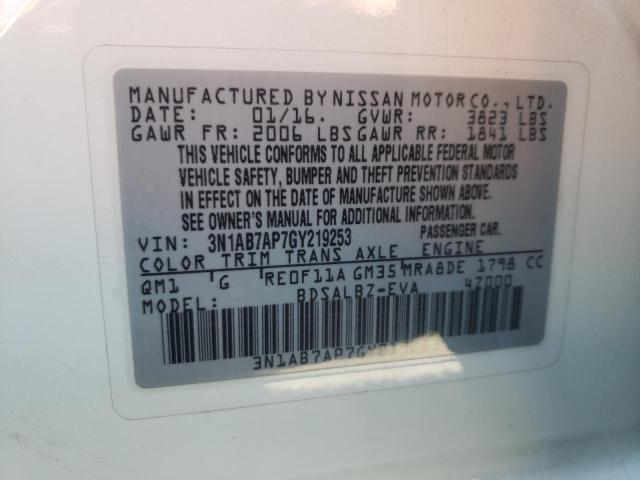 MANUFACTURED BY NISSAN MOTOR CO., LTD.
DATE: 01/16. GVWR: 3823 LBS
GAWR FR: 2006 LBS GAWR RR: 1841 LBS
THIS VEHICLE CONFORMS TO ALL APPLICABLE FEDERAL MOTOR
VEHICLE SAFETY, BUMPER AND THEFT PREVENTION STANDARDS
IN EFFECT ON THE DATE OF MANUFACTURE SHOWN ABOVE.
SEE OWNER'S MANUAL FOR ADDITIONAL INFORMATION.
VIN: 3N1AB7AP7GY219253 PASSENGER CAR.
COLOR TRIM TRANS AXLE ENGINE
QM1 G RE0F11A GM35 MRA8DE 1798 CC
MODEL BDSALBZ-EVA 4Z000
3N1AB7AP7GY